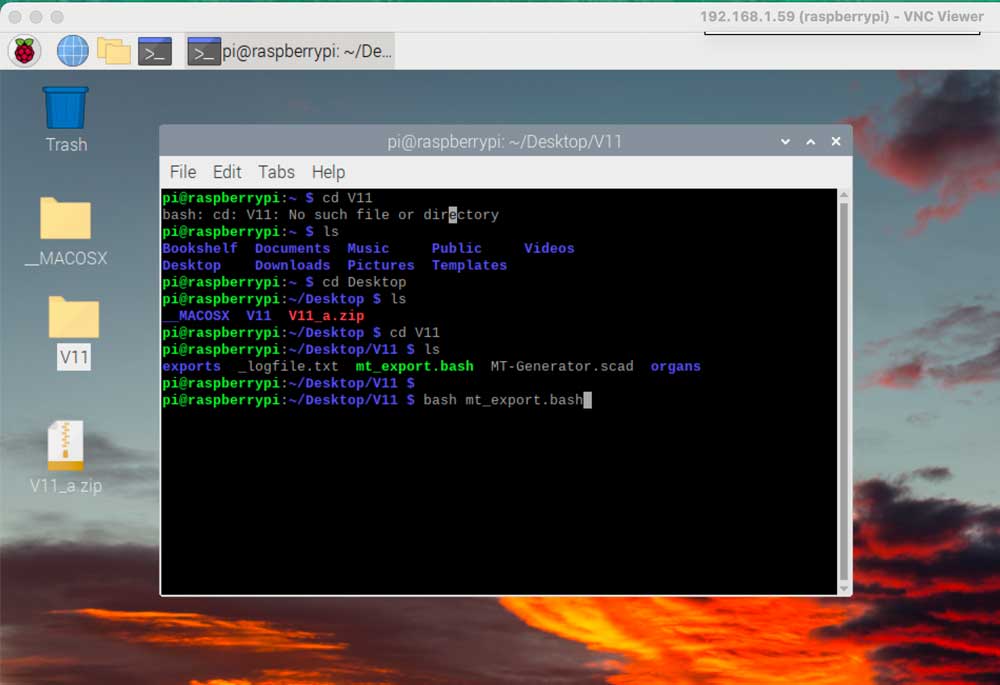 192.168.1.59 (raspberrypi) - VNC Viewer
pi@raspberrypi: ~/De...
Trash
__MACOSX
V11
V11_a.zip
pi@raspberrypi: ~/Desktop/V11
File Edit Tabs Help
pi@raspberrypi:~ $ cd V11
bash: cd: V11: No such file or directory
pi@raspberrypi:~ $ ls
Bookshelf Documents Music Public Videos
Desktop Downloads Pictures Templates
pi@raspberrypi:~ $ cd Desktop
pi@raspberrypi:~/Desktop $ ls
__MACOSX V11 V11_a.zip
pi@raspberrypi:~/Desktop $ cd V11
pi@raspberrypi:~/Desktop/V11 $ ls
exports _logfile.txt mt_export.bash MT-Generator.scad organs
pi@raspberrypi:~/Desktop/V11 $
pi@raspberrypi:~/Desktop/V11 $ bash mt_export.bash